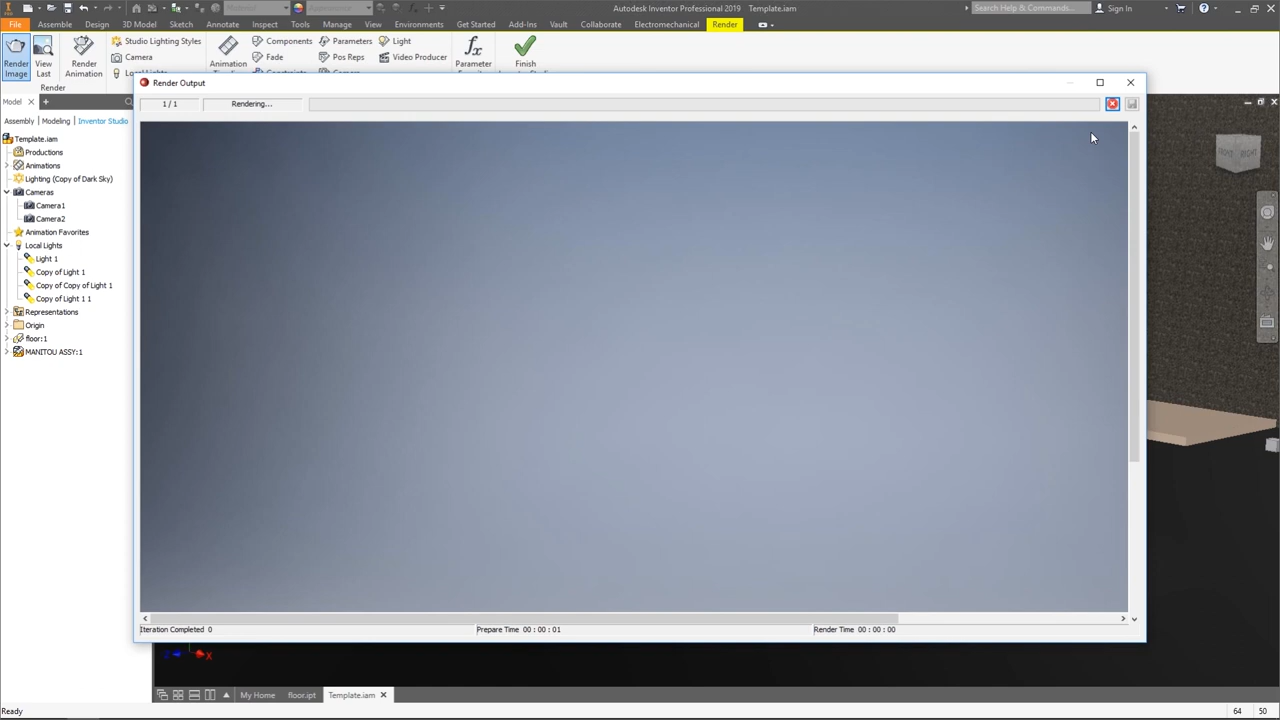 Autodesk Inventor Professional 2019 Template.iam
Search Help & Commands...
Sign In
File Assemble Design 3D Model Sketch Annotate Inspect Tools Manage View Environments Get Started Add-Ins Vault Collaborate Electromechanical Render
Render Image
View Last
Render Animation
Studio Lighting Styles
Camera
Local Lights
Render
Animation
Components
Fade
Parameters
Pos Reps
Light
Video Producer
Parameter
Finish
Model
Assembly Modeling Inventor Studio
Template.iam
Productions
Animations
Lighting (Copy of Dark Sky)
Cameras
Camera1
Camera2
Animation Favorites
Local Lights
Light 1
Copy of Light 1
Copy of Copy of Light 1
Copy of Light 1 1
Representations
Origin
floor:1
MANITOU ASSY:1
Render Output
1 / 1 Rendering...
Iteration Completed 0 Prepare Time 00 : 00 : 01 Render Time 00 : 00 : 00
X
My Home floor.ipt Template.iam
Ready 64 50